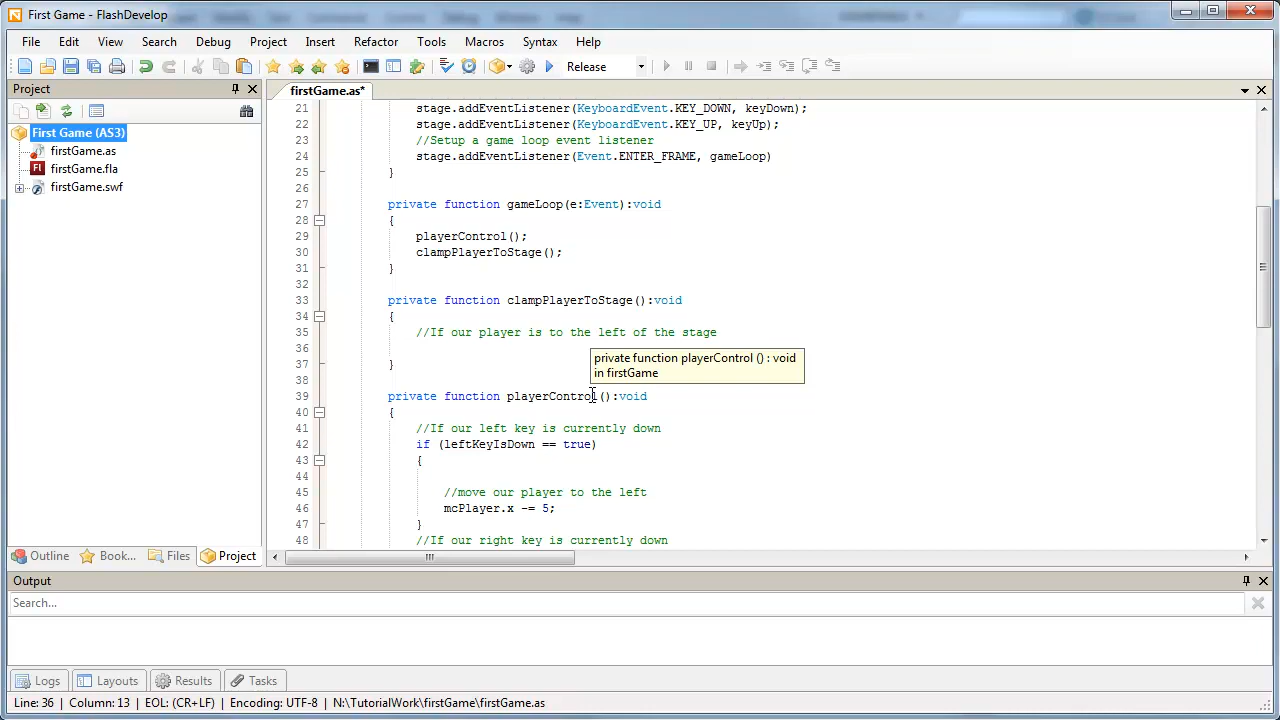 First Game - FlashDevelop
File Edit View Search Debug Project Insert Refactor Tools Macros Syntax Help
Release
Project
firstGame.as*
First Game (AS3)
firstGame.as
firstGame.fla
firstGame.swf
21 stage.addEventListener(KeyboardEvent.KEY_DOWN, keyDown);
22 stage.addEventListener(KeyboardEvent.KEY_UP, keyUp);
23 //Setup a game loop event listener
24 stage.addEventListener(Event.ENTER_FRAME, gameLoop)
25 }
26
27 private function gameLoop(e:Event):void
28 {
29 playerControl();
30 clampPlayerToStage();
31 }
32
33 private function clampPlayerToStage():void
34 {
35 //If our player is to the left of the stage
36
37 }
private function playerControl () : void
in firstGame
38
39 private function playerControl():void
40 {
41 //If our left key is currently down
42 if (leftKeyIsDown == true)
43 {
44
45 //move our player to the left
46 mcPlayer.x -= 5;
47 }
48 //If our right key is currently down
Outline Book... Files Project
Output
Search...
Logs Layouts Results Tasks
Line: 36 Column: 13 EOL: (CR+LF) Encoding: UTF-8 N:\TutorialWork\firstGame\firstGame.as